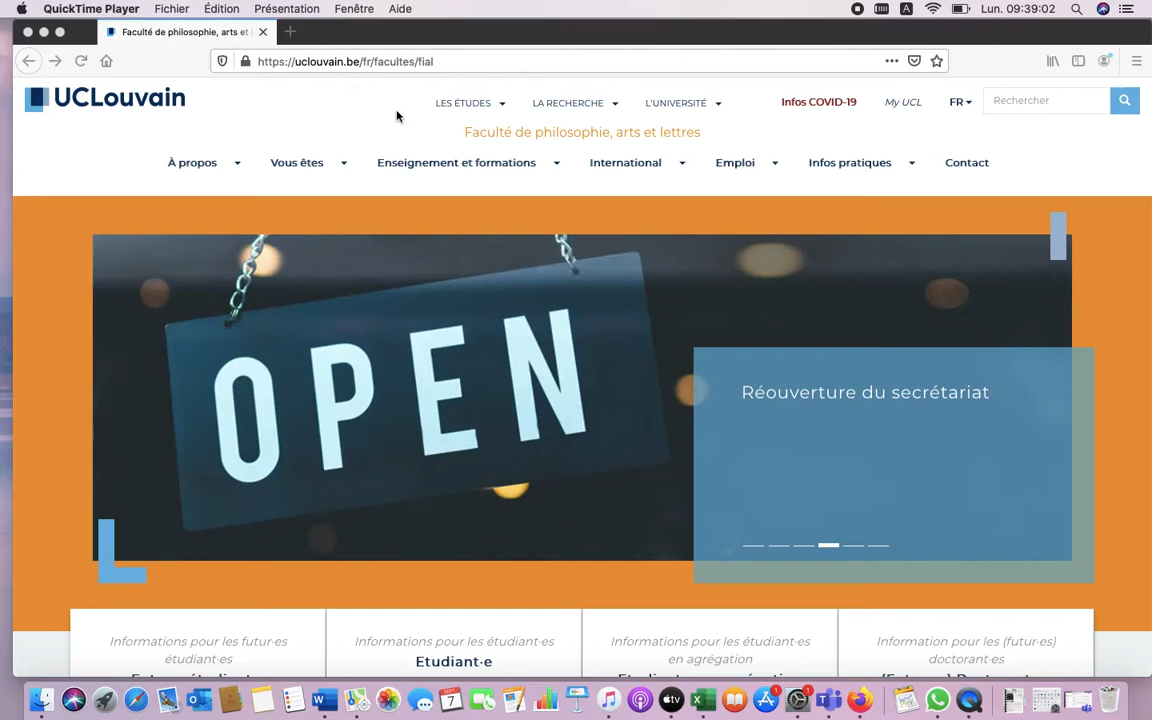 QuickTime Player Fichier Édition Présentation Fenêtre Aide A Lun. 09:39:02
Faculté de philosophie, arts et
https://uclouvain.be/fr/facultes/fial
UCLouvain
LES ÉTUDES LA RECHERCHE L'UNIVERSITÉ Infos COVID-19 My UCL FR Rechercher
Faculté de philosophie, arts et lettres
À propos Vous êtes Enseignement et formations International Emploi Infos pratiques Contact
OPEN
Réouverture du secrétariat
Informations pour les futur·es étudiant·es
Informations pour les étudiant·es
Etudiant·e
Informations pour les étudiant·es en agrégation
Information pour les (futur·es) doctorant·es